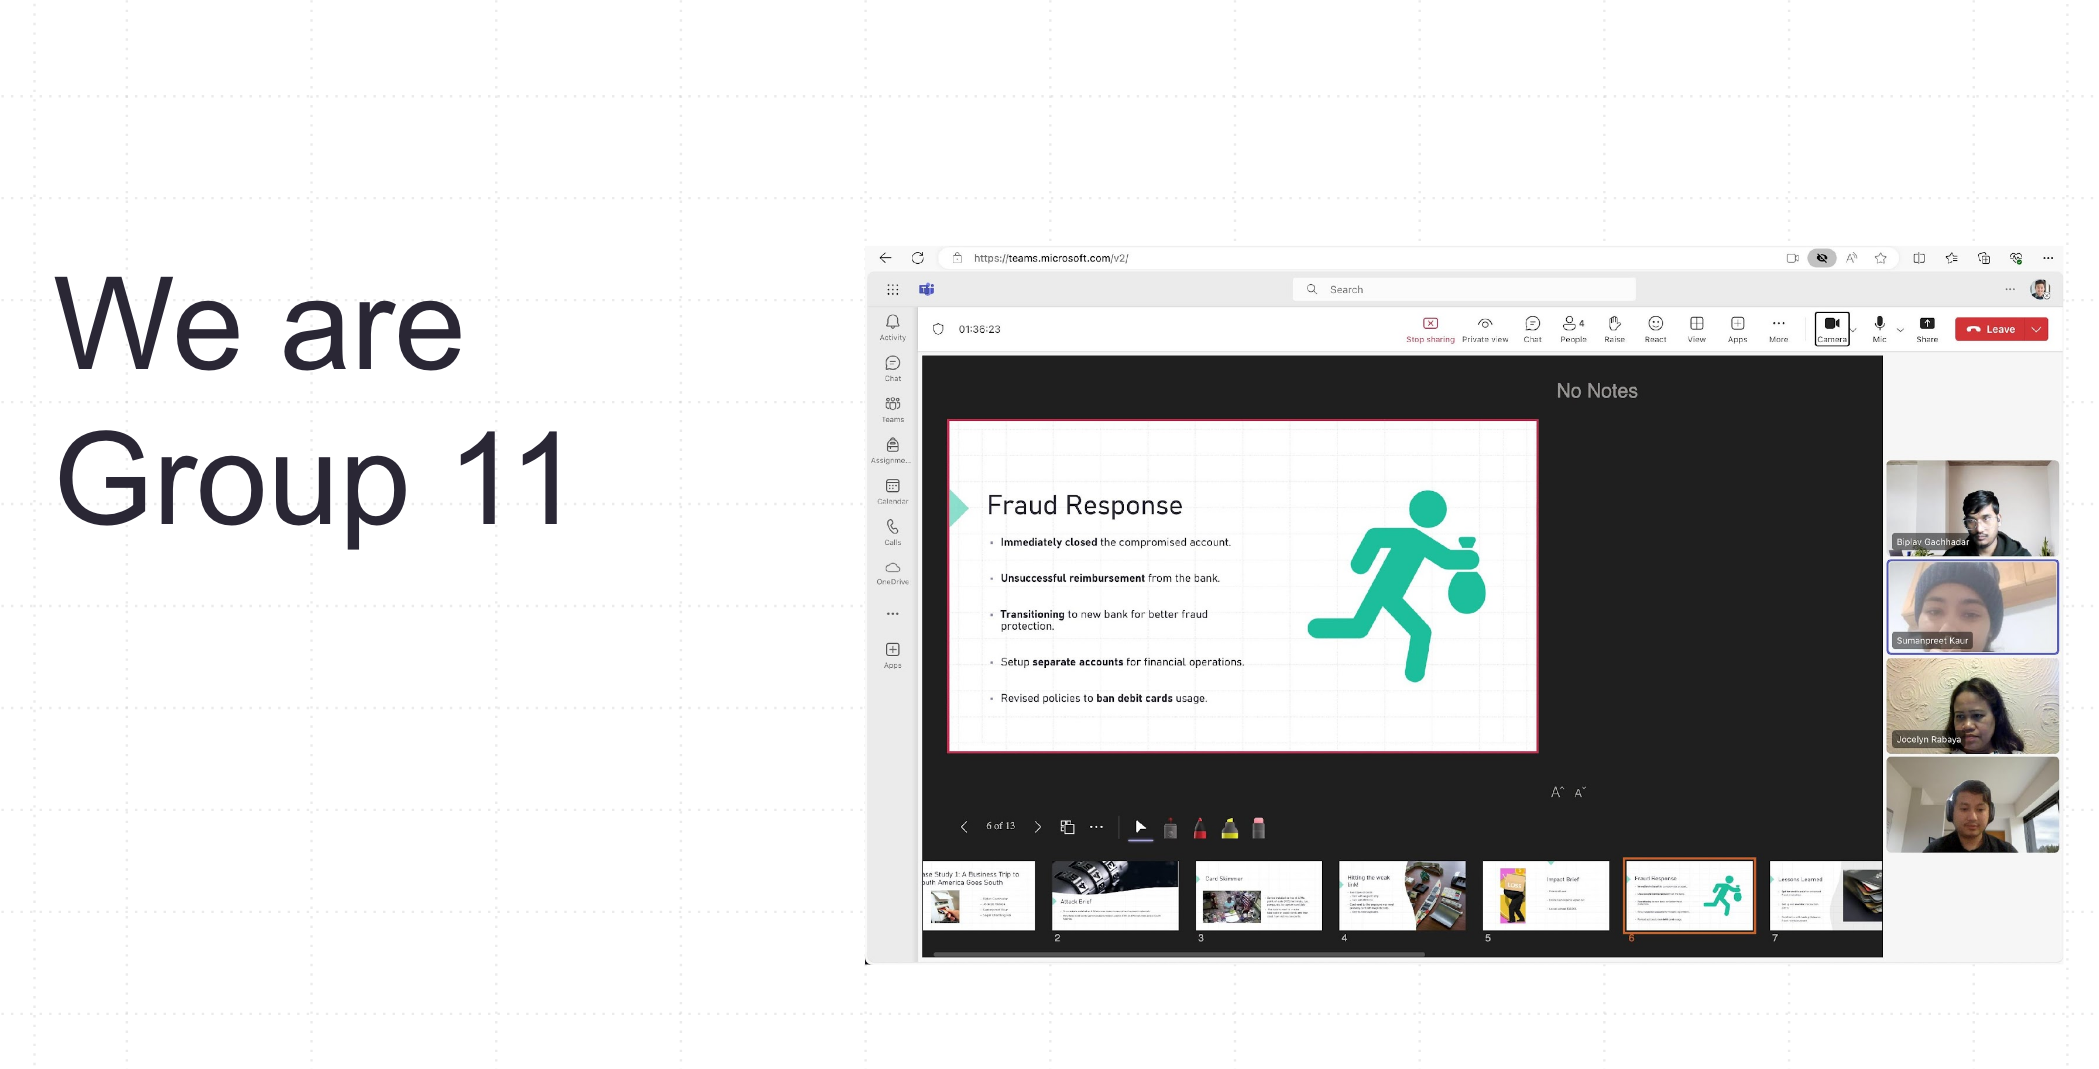 We are
Group 11
https://teams.microsoft.com/v2/
Search
01:36:23
Stop sharing
Private view
Chat
4
People
Raise
React
View
Apps
More
Camera
Mic
Share
Leave
Activity
Chat
Teams
Assignme...
Calendar
Calls
OneDrive
Apps
No Notes
Fraud Response
Immediately closed the compromised account.
Unsuccessful reimbursement from the bank.
Transitioning to new bank for better fraud
protection.
Setup separate accounts for financial operations.
Revised policies to ban debit cards usage.
Biplav Gachhadar
Sumanpreet Kaur
Jocelyn Rabaya
6 of 13
Study 1: A Business Trip to
America Goes South
Attack Brief
2
Card Skimmer
3
Hitting the weak
link!
4
Impact Brief
5
Fraud Response
6
Lessons Learned
7